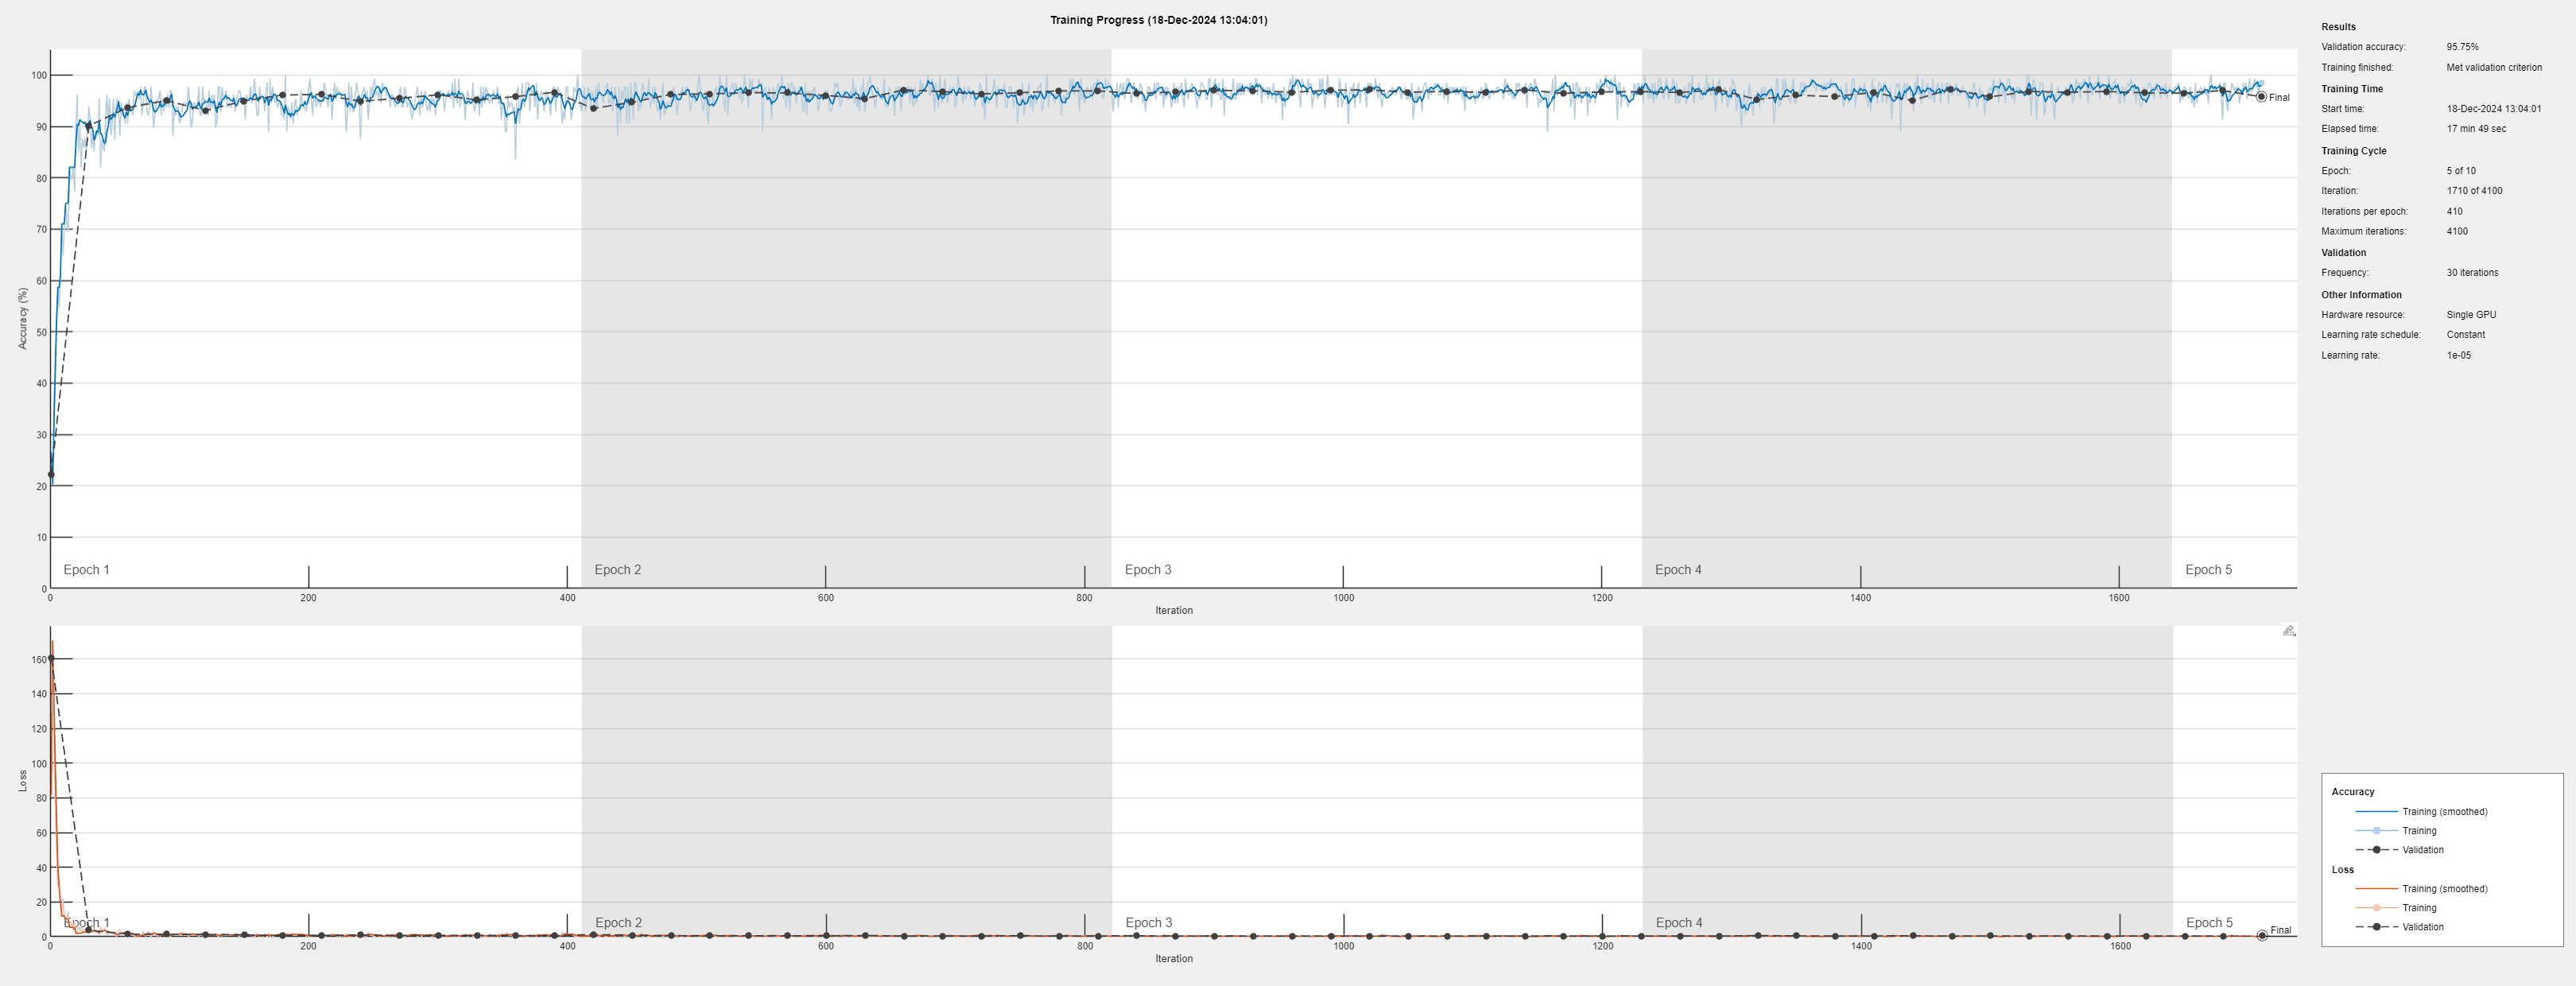 Training Progress (18-Dec-2024 13:04:01)
Accuracy (%)
100
90
80
70
60
50
40
30
20
10
0
Final
Epoch 1
Epoch 2
Epoch 3
Epoch 4
Epoch 5
0
200
400
600
800
1000
1200
1400
1600
Iteration
Loss
160
140
120
100
80
60
40
20
0
Epoch 1
Epoch 2
Epoch 3
Epoch 4
Epoch 5
Final
0
200
400
600
800
1000
1200
1400
1600
Iteration
Results
Validation accuracy: 95.75%
Training finished: Met validation criterion
Training Time
Start time: 18-Dec-2024 13:04:01
Elapsed time: 17 min 49 sec
Training Cycle
Epoch: 5 of 10
Iteration: 1710 of 4100
Iterations per epoch: 410
Maximum iterations: 4100
Validation
Frequency: 30 iterations
Other Information
Hardware resource: Single GPU
Learning rate schedule: Constant
Learning rate: 1e-05
Accuracy
Training (smoothed)
Training
Validation
Loss
Training (smoothed)
Training
Validation